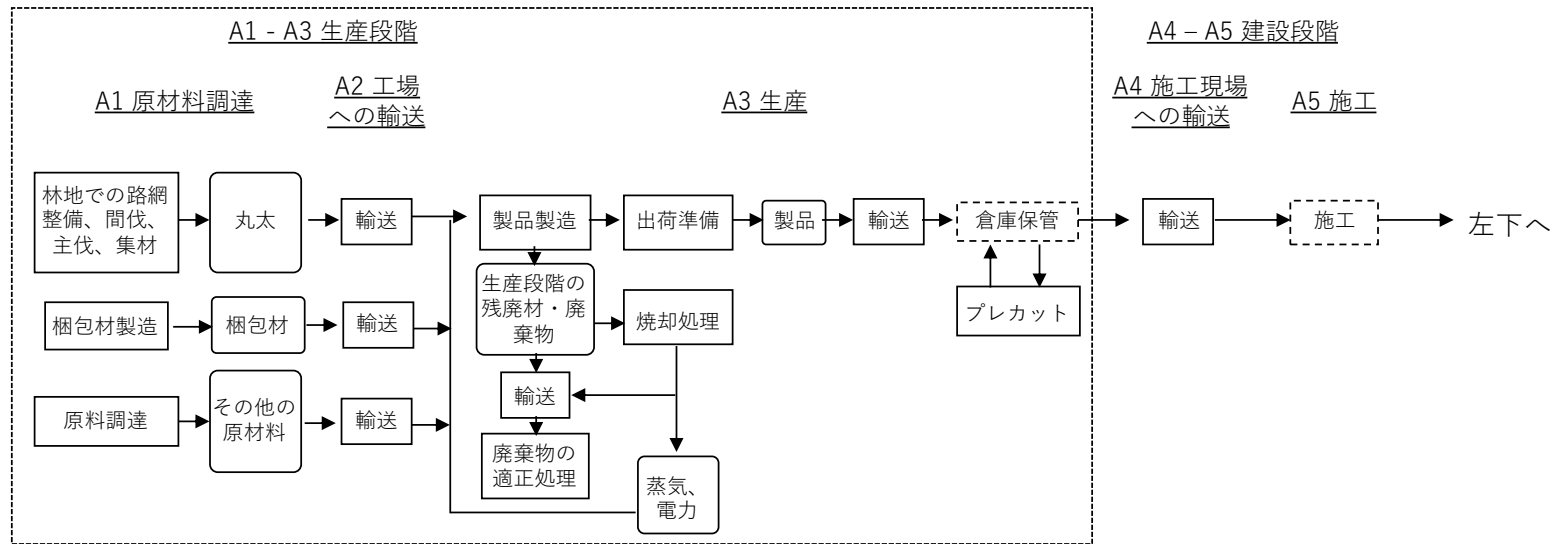 A1 - A3 生産段階
A4 – A5 建設段階
A1 原材料調達
A2 工場
への輸送
A3 生産
A4 施工現場
への輸送
A5 施工
林地での路網
整備、間伐、
主伐、集材
丸太
輸送
製品製造
出荷準備
製品
輸送
倉庫保管
輸送
施工
左下へ
梱包材製造
梱包材
輸送
生産段階の
残廃材・廃
棄物
焼却処理
プレカット
原料調達
その他の
原材料
輸送
輸送
廃棄物の
適正処理
蒸気、
電力